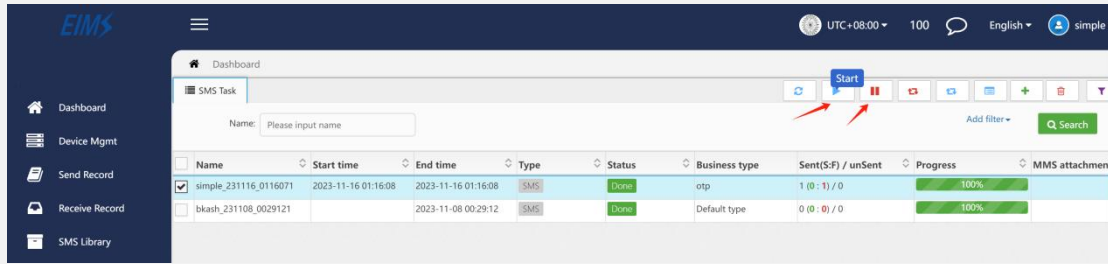 EIMS
UTC+08:00
100
English
simple
Dashboard
SMS Task
Start
Dashboard
Device Mgmt
Send Record
Receive Record
SMS Library
Name: Please input name
Add filter
Search
Name Start time End time Type Status Business type Sent(S:F) / unSent Progress MMS attachmen
simple_231116_0116071 2023-11-16 01:16:08 2023-11-16 01:16:08 SMS Done otp 1 (0 : 1) / 0 100%
bkash_231108_0029121 2023-11-08 00:29:12 SMS Done Default type 0 (0 : 0) / 0 100%